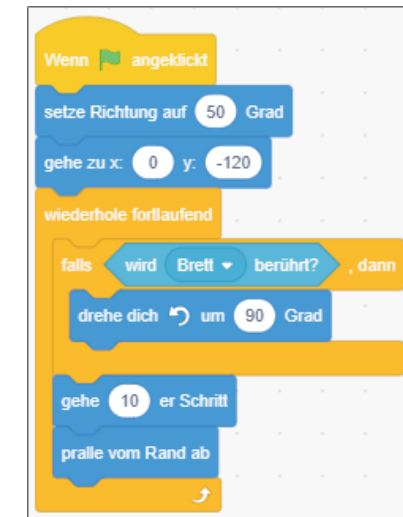 Wenn angeklickt
setze Richtung auf 50 Grad
gehe zu x: 0 y: -120
wiederhole fortlaufend
falls wird Brett berührt? , dann
drehe dich um 90 Grad
gehe 10 er Schritt
pralle vom Rand ab